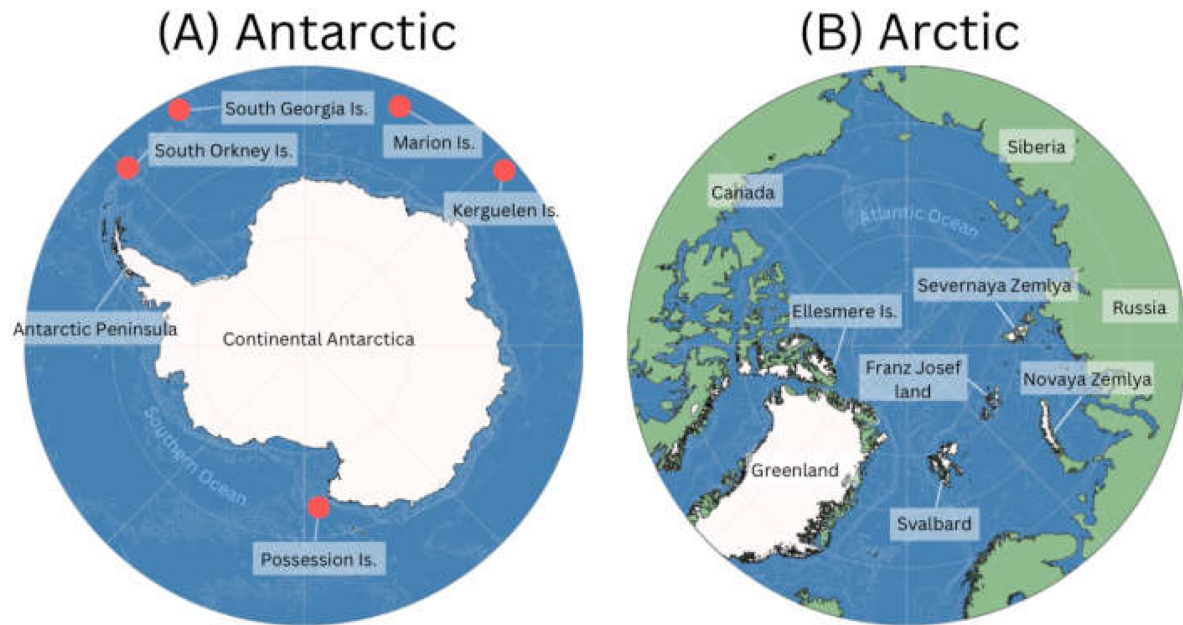 (A) Antarctic
South Georgia Is.
Marion Is.
South Orkney Is.
Kerguelen Is.
Antarctic Peninsula
Continental Antarctica
Southern Ocean
Possession Is.
(B) Arctic
Siberia
Canada
Atlantic Ocean
Severnaya Zemlya
Ellesmere Is.
Russia
Franz Josef
land
Novaya Zemlya
Greenland
Svalbard